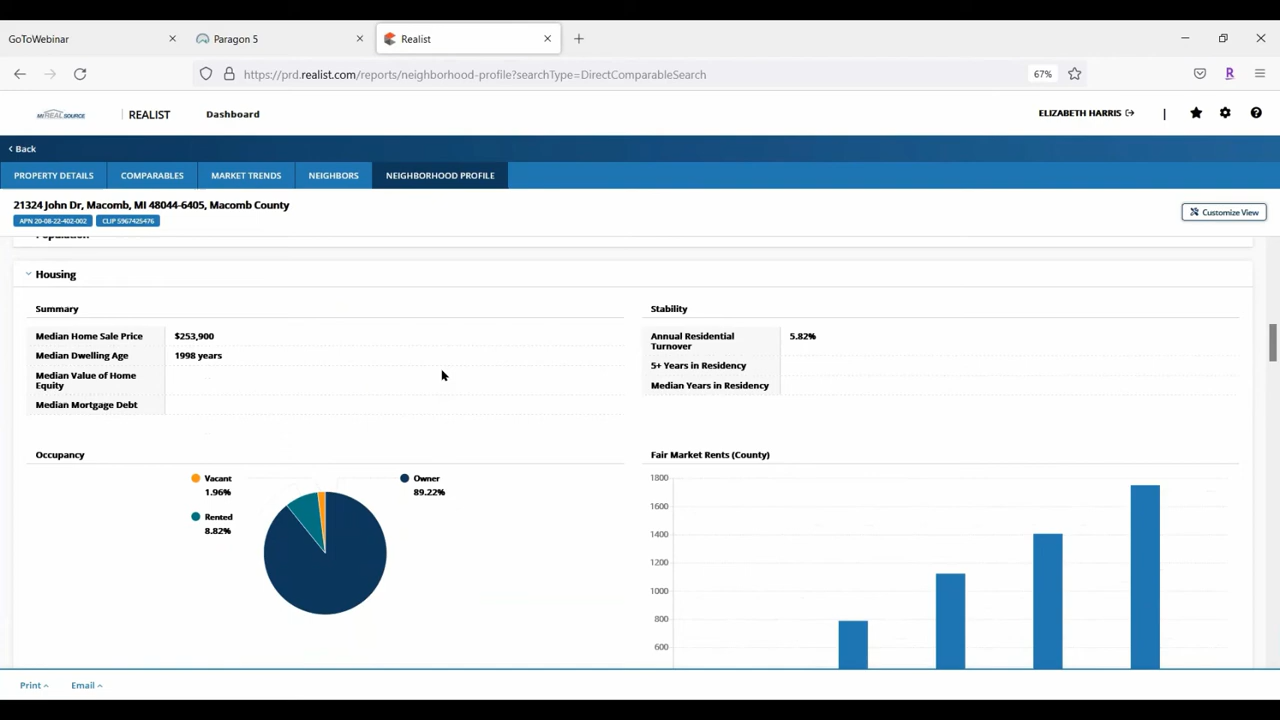 GoToWebinar
Paragon 5
Realist
https://prd.realist.com/reports/neighborhood-profile?searchType=DirectComparableSearch
67%
MIREALSOURCE
REALIST
Dashboard
ELIZABETH HARRIS
Back
PROPERTY DETAILS
COMPARABLES
MARKET TRENDS
NEIGHBORS
NEIGHBORHOOD PROFILE
21324 John Dr, Macomb, MI 48044-6405, Macomb County
APN 20-08-22-402-002
CLIP 5967425476
Customize View
Population
Housing
Summary
Median Home Sale Price $253,900
Median Dwelling Age 1998 years
Median Value of Home
Equity
Median Mortgage Debt
Stability
Annual Residential
Turnover 5.82%
5+ Years in Residency
Median Years in Residency
Occupancy
Vacant
1.96%
Owner
89.22%
Rented
8.82%
Fair Market Rents (County)
1800
1600
1400
1200
1000
800
600
Print
Email